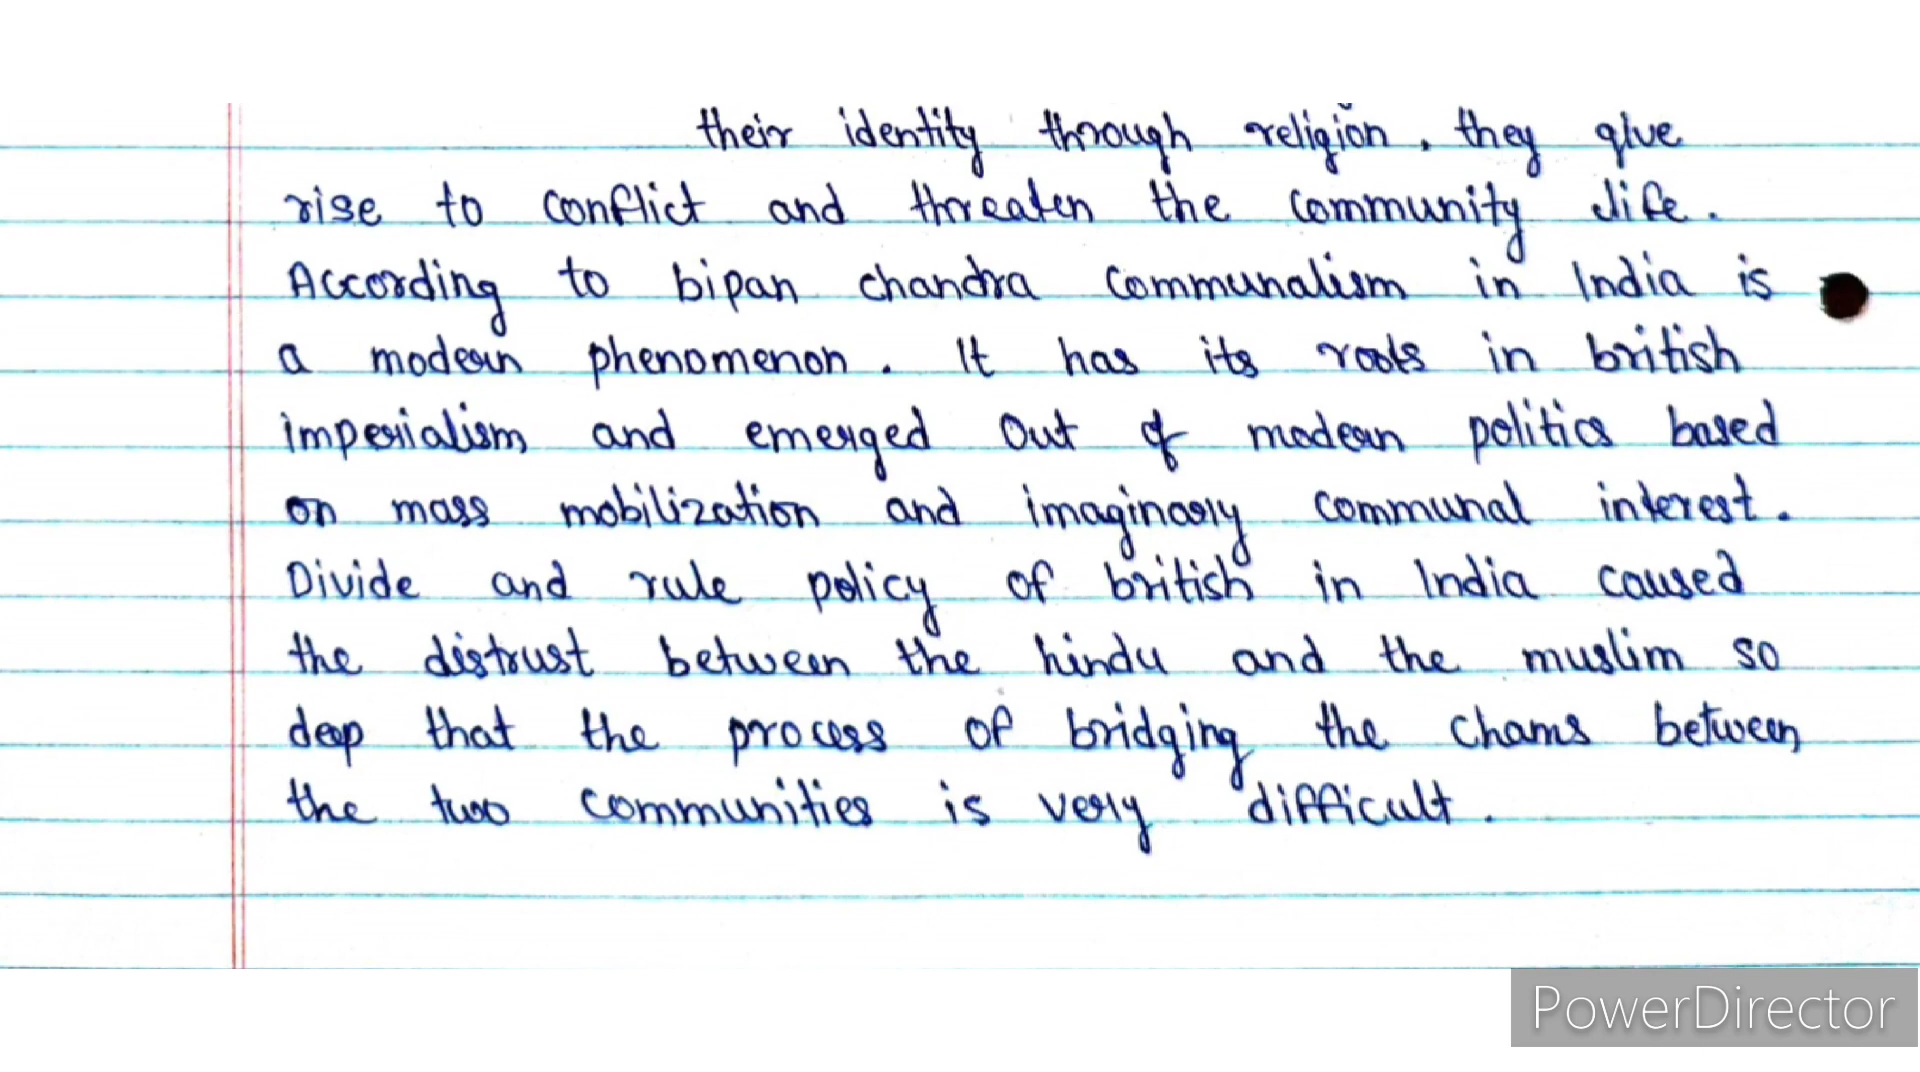 their identity through religion, they give
rise to conflict and threaten the community life.
According to bipan chandra communalism in India is
a modern phenomenon. It has its roots in british
imperialism and emerged out of modern politics based
on mass mobilization and imaginary communal interest.
Divide and rule policy of british in India caused
the distrust between the hindu and the muslim so
deep that the process of bridging the chams between
the two communities is very difficult.
PowerDirector